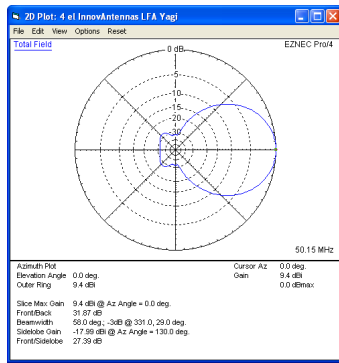 2D Plot: 4 el InnovAntennas LFA Yagi
File Edit View Options Reset
Total Field
0 dB
EZNEC Pro/4
-5
-10
-15
-20
-30
50.15 MHz
Azimuth Plot
Elevation Angle 0.0 deg.
Outer Ring 9.4 dBi
Cursor Az 0.0 deg.
Gain 9.4 dBi
0.0 dBmax
Slice Max Gain 9.4 dBi @ Az Angle = 0.0 deg.
Front/Back 31.87 dB
Beamwidth 58.0 deg.; -3dB @ 331.0, 29.0 deg.
Sidelobe Gain -17.99 dBi @ Az Angle = 130.0 deg.
Front/Sidelobe 27.39 dB